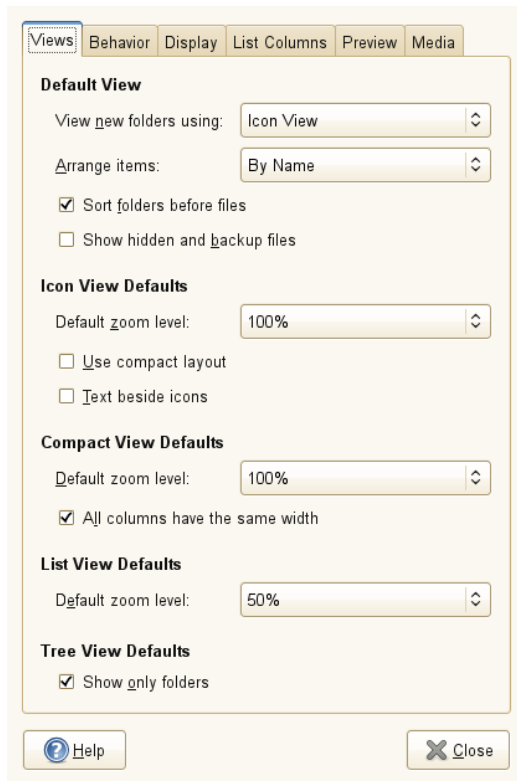 Views Behavior Display List Columns Preview Media
Default View
View new folders using: Icon View
Arrange items: By Name
Sort folders before files
Show hidden and backup files
Icon View Defaults
Default zoom level: 100%
Use compact layout
Text beside icons
Compact View Defaults
Default zoom level: 100%
All columns have the same width
List View Defaults
Default zoom level: 50%
Tree View Defaults
Show only folders
Help Close